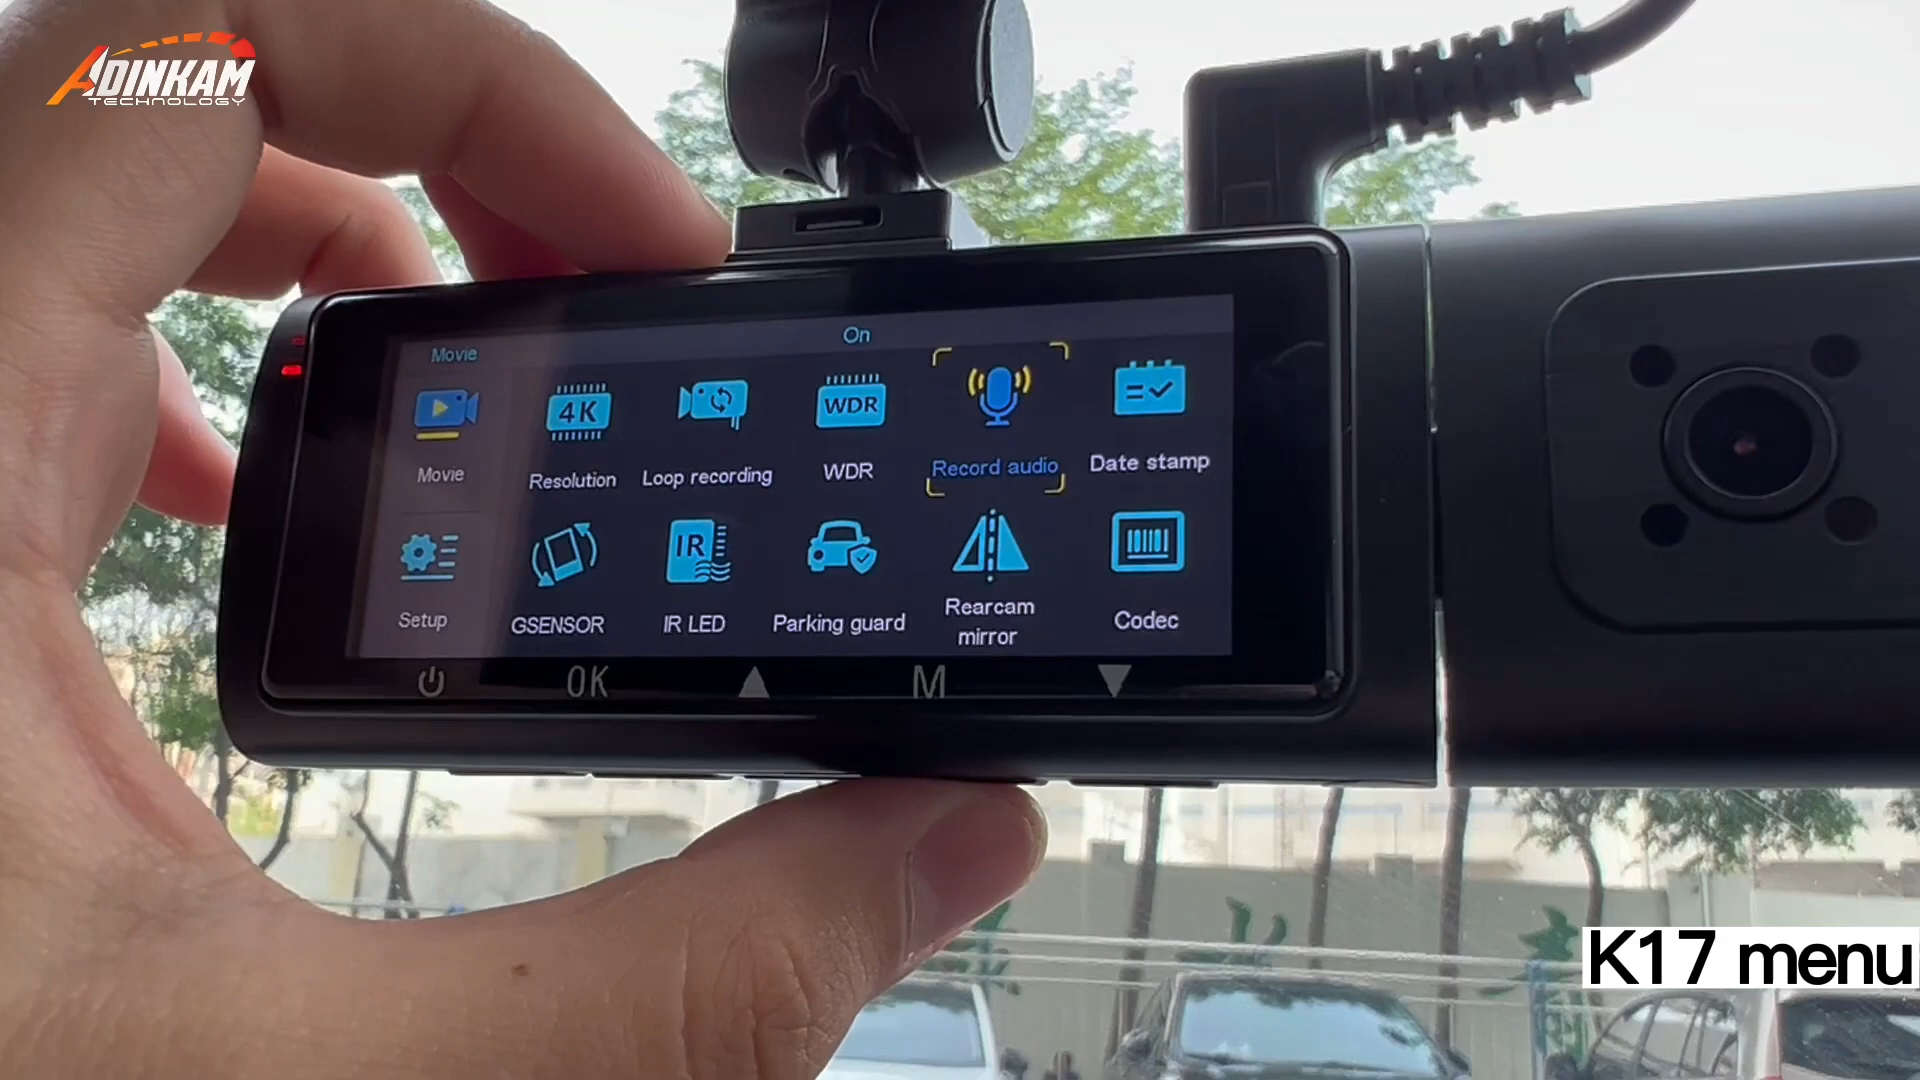 ADINKAM
TECHNOLOGY
On
Movie
4K
WDR
Movie
Resolution
Loop recording
WDR
Record audio
Date stamp
IR
Setup
GSENSOR
IR LED
Parking guard
Rearcam
mirror
Codec
OK
M
K17 menu